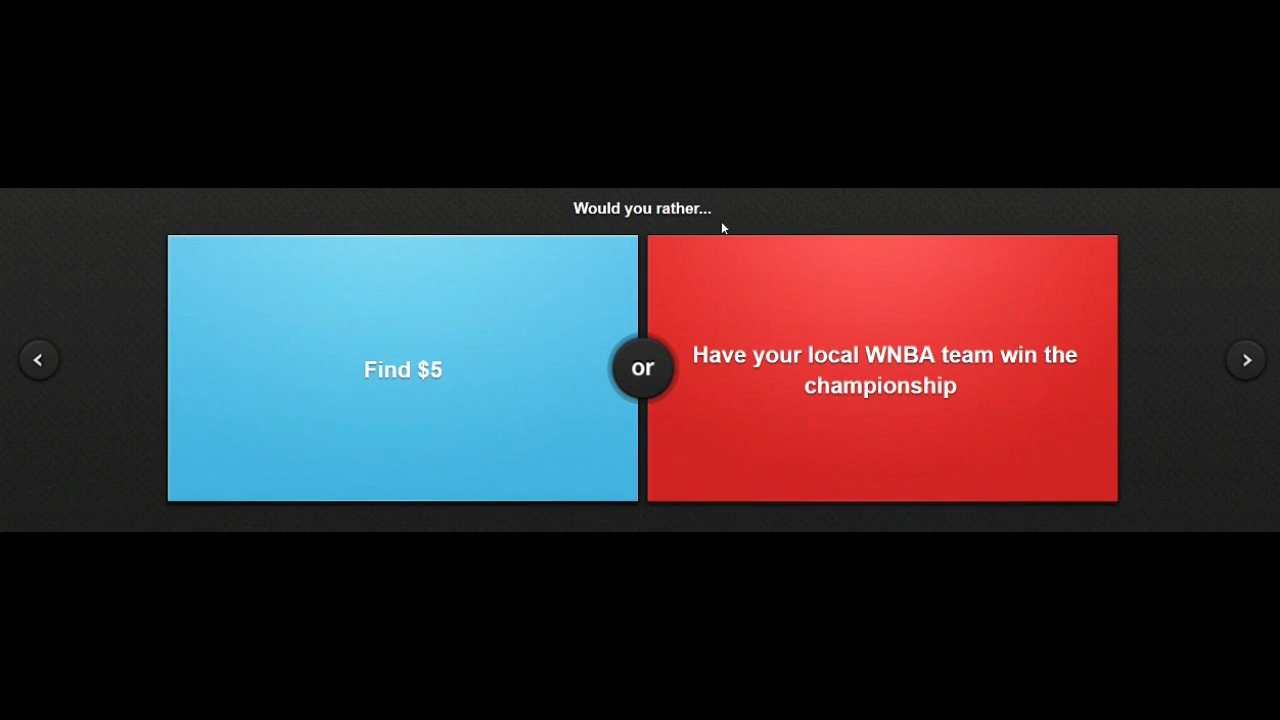 Would you rather...
Find $5
or
Have your local WNBA team win the
championship